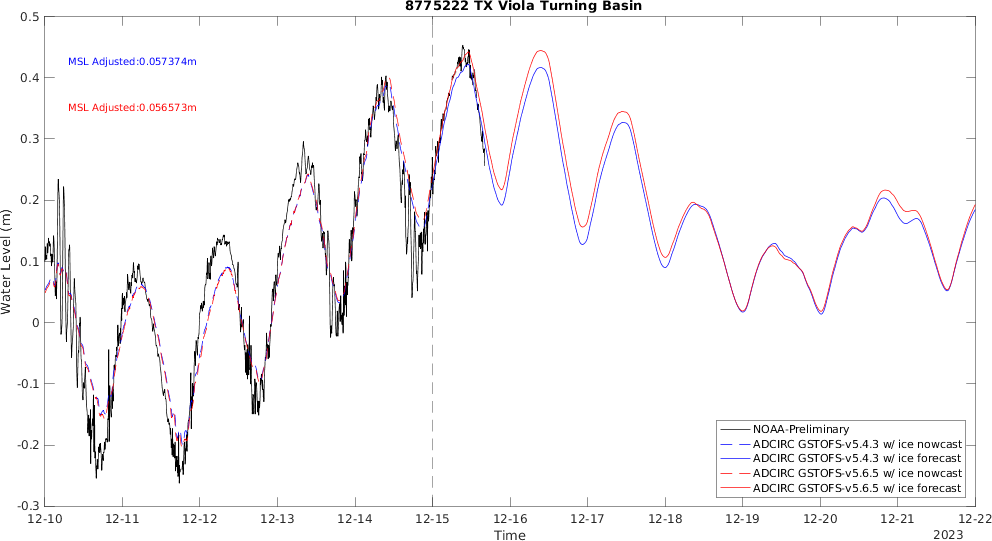 8775222 TX Viola Turning Basin
MSL Adjusted:0.057374m
MSL Adjusted:0.056573m
Water Level (m)
0.5
0.4
0.3
0.2
0.1
0
-0.1
-0.2
-0.3
NOAA-Preliminary
ADCIRC GSTOFS-v5.4.3 w/ ice nowcast
ADCIRC GSTOFS-v5.4.3 w/ ice forecast
ADCIRC GSTOFS-v5.6.5 w/ ice nowcast
ADCIRC GSTOFS-v5.6.5 w/ ice forecast
12-10 12-11 12-12 12-13 12-14 12-15 12-16 12-17 12-18 12-19 12-20 12-21 12-22
Time
2023